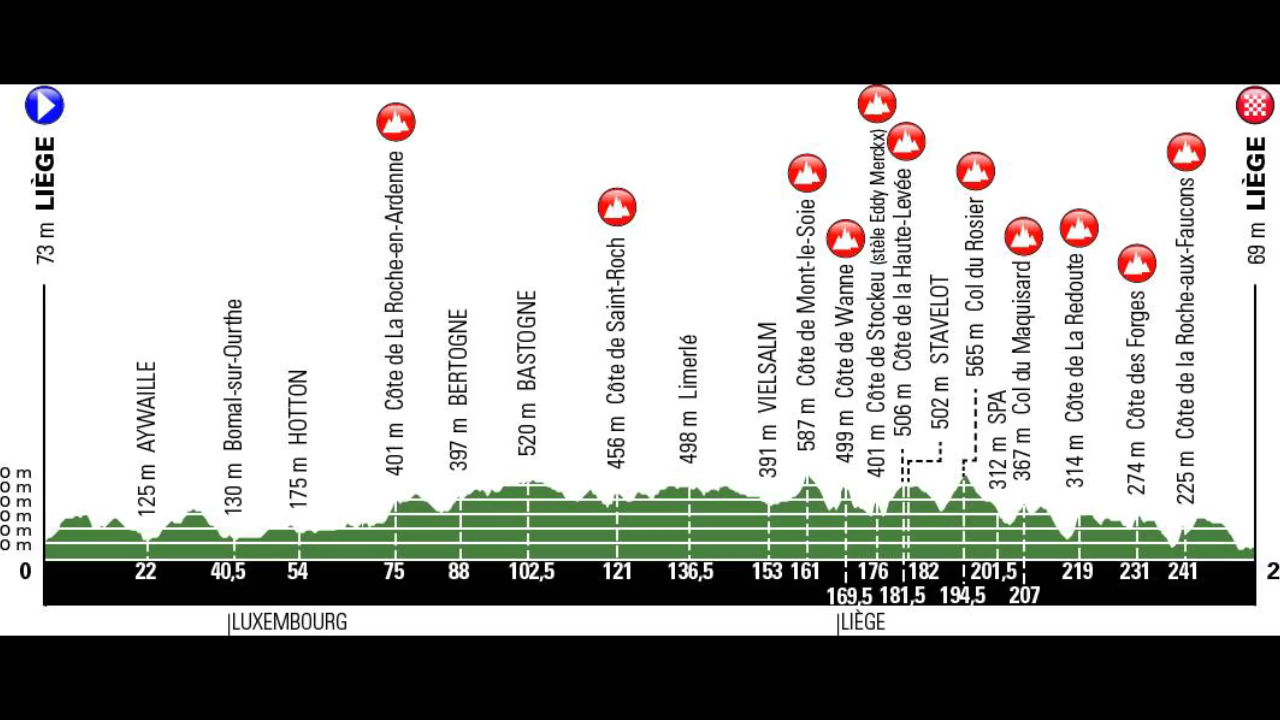 73 m LIÈGE
125 m AYWAILLE
130 m Bomal-sur-Ourthe
175 m HOTTON
401 m Côte de La Roche-en-Ardenne
397 m BERTOGNE
520 m BASTOGNE
456 m Côte de Saint-Roch
498 m Limerlé
391 m VIELSALM
587 m Côte de Mont-le-Soie
499 m Côte de Wanne
401 m Côte de Stockeu (stèle Eddy Merckx)
506 m Côte de la Haute-Levée
502 m STAVELOT
565 m Col du Rosier
312 m SPA
367 m Col du Maquisard
314 m Côte de La Redoute
274 m Côte des Forges
225 m Côte de la Roche-aux-Faucons
69 m LIÈGE
0 m
0 m
0 m
0 m
0 m
0 22 40,5 54 75 88 102,5 121 136,5 153 161 176 182 201,5 219 231 241 2
169,5 181,5 194,5 207
LUXEMBOURG LIÈGE